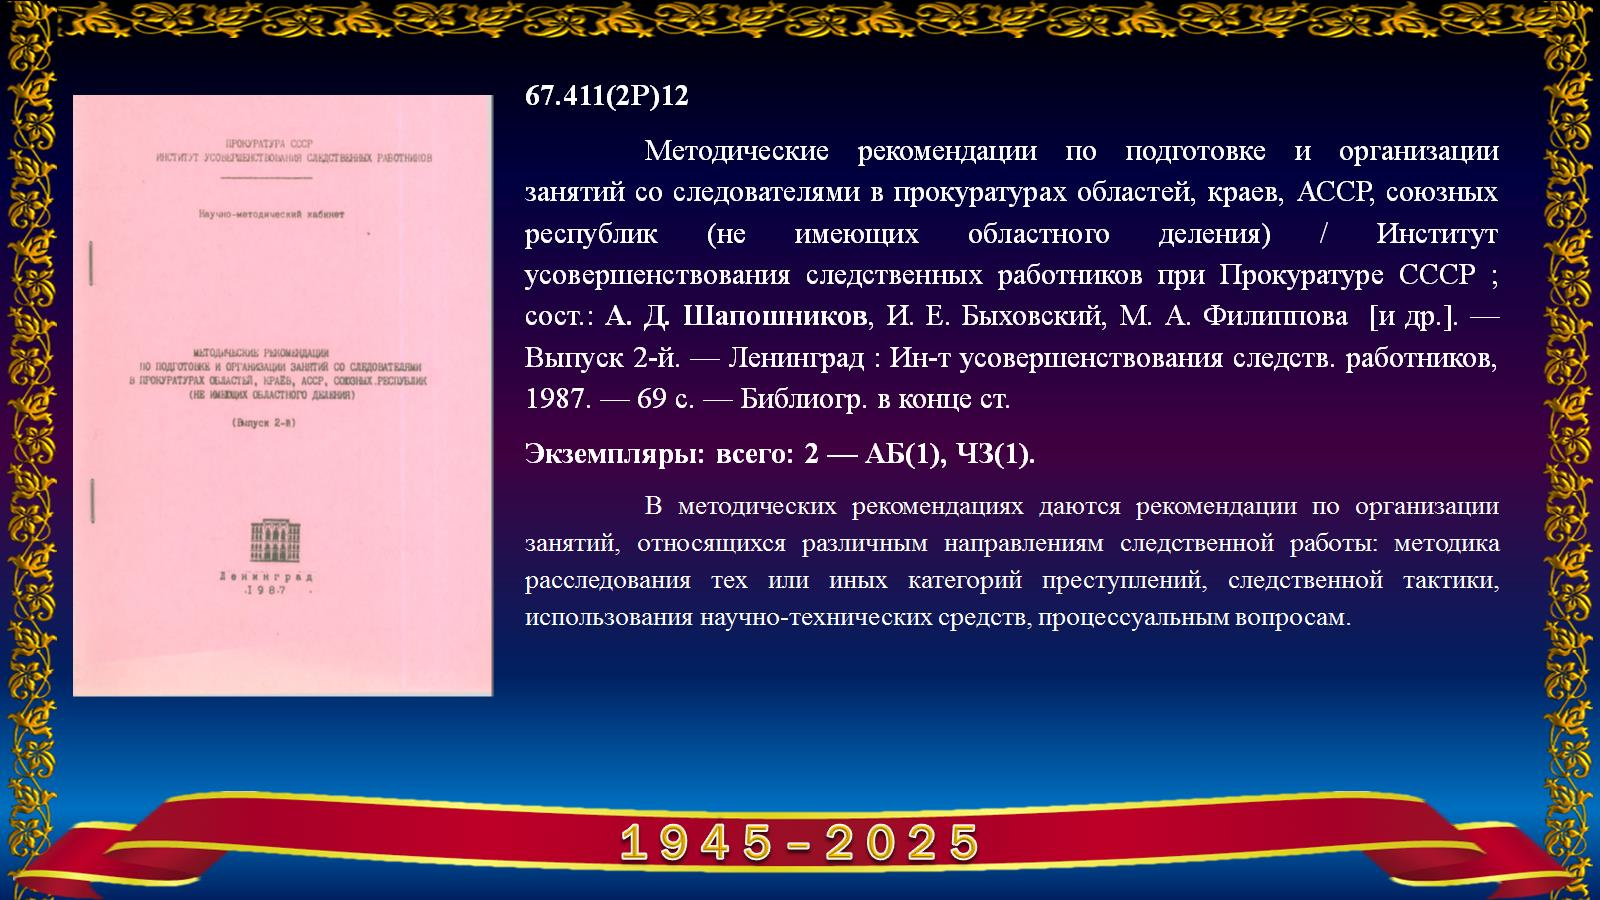 ПРОКУРАТУРА СССР
ИНСТИТУТ УСОВЕРШЕНСТВОВАНИЯ СЛЕДСТВЕННЫХ РАБОТНИКОВ
Научно-методический кабинет
МЕТОДИЧЕСКИЕ РЕКОМЕНДАЦИИ
ПО ПОДГОТОВКЕ И ОРГАНИЗАЦИИ ЗАНЯТИЙ СО СЛЕДОВАТЕЛЯМИ
В ПРОКУРАТУРАХ ОБЛАСТЕЙ, КРАЁВ, АССР, СОЮЗНЫХ РЕСПУБЛИК
(НЕ ИМЕЮЩИХ ОБЛАСТНОГО ДЕЛЕНИЯ)
(Выпуск 2-й)
Ленинград
1987
67.411(2Р)12
Методические рекомендации по подготовке и организации
занятий со следователями в прокуратурах областей, краев, АССР, союзных
республик (не имеющих областного деления) / Институт
усовершенствования следственных работников при Прокуратуре СССР ;
сост.: А. Д. Шапошников, И. Е. Быховский, М. А. Филиппова [и др.]. —
Выпуск 2-й. — Ленинград : Ин-т усовершенствования следств. работников,
1987. — 69 с. — Библиогр. в конце ст.
Экземпляры: всего: 2 — АБ(1), ЧЗ(1).
В методических рекомендациях даются рекомендации по организации
занятий, относящихся различным направлениям следственной работы: методика
расследования тех или иных категорий преступлений, следственной тактики,
использования научно-технических средств, процессуальным вопросам.
1945–2025